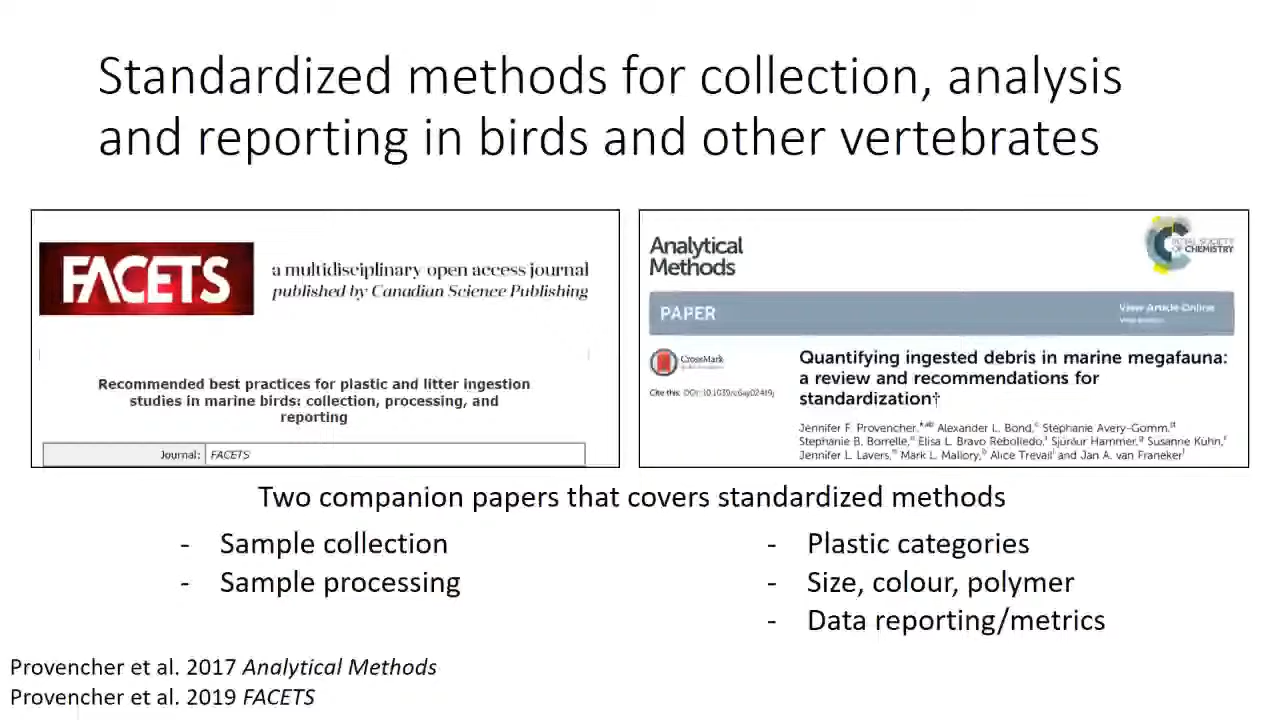 Standardized methods for collection, analysis
and reporting in birds and other vertebrates
FACETS
a multidisciplinary open access journal
published by Canadian Science Publishing
Recommended best practices for plastic and litter ingestion
studies in marine birds: collection, processing, and
reporting
Journal: FACETS
Analytical
Methods
ROYAL SOCIETY
OF CHEMISTRY
PAPER
View Article Online
CrossMark
Cite this: DOI: 10.1039/c6ay02419j
Quantifying ingested debris in marine megafauna:
a review and recommendations for
standardization†
Jennifer F. Provencher, Alexander L. Bond, Stephanie Avery-Gomm,
Stephanie B. Borrelle, Elisa L. Bravo Rebolledo, Sjúrður Hammer, Susanne Kühn,
Jennifer L. Lavers, Mark L. Mallory, Alice Trevail and Jan A. van Franeker
Two companion papers that covers standardized methods
- Sample collection
- Sample processing
- Plastic categories
- Size, colour, polymer
- Data reporting/metrics
Provencher et al. 2017 Analytical Methods
Provencher et al. 2019 FACETS